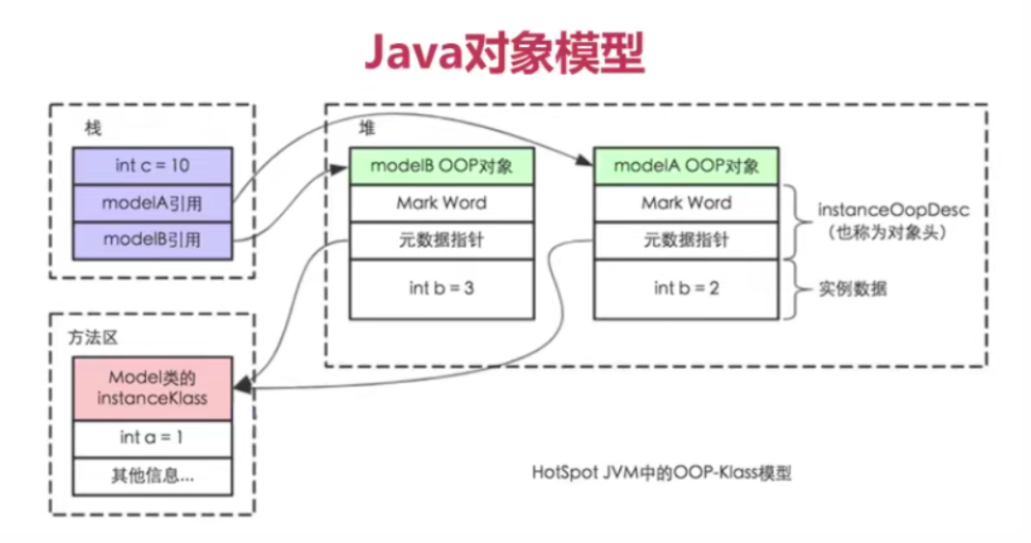 Java对象模型
栈
int c = 10
modelA引用
modelB引用
堆
modelB OOP对象
Mark Word
元数据指针
int b = 3
modelA OOP对象
Mark Word
元数据指针
int b = 2
instanceOopDesc
（也称为对象头）
实例数据
方法区
Model类的
instanceKlass
int a = 1
其他信息...
HotSpot JVM中的OOP-Klass模型